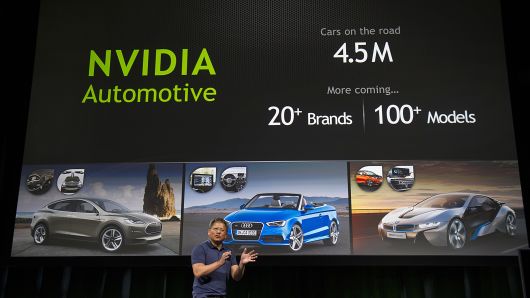 NVIDIA
Automotive
Cars on the road
4.5M
More coming...
20+ Brands | 100+ Models